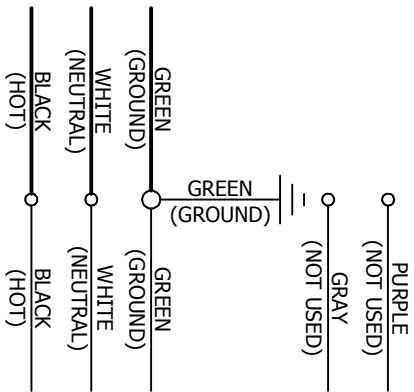 BLACK
(HOT)
WHITE
(NEUTRAL)
GREEN
(GROUND)
GREEN
(GROUND)
BLACK
(HOT)
WHITE
(NEUTRAL)
GREEN
(GROUND)
GRAY
(NOT USED)
PURPLE
(NOT USED)